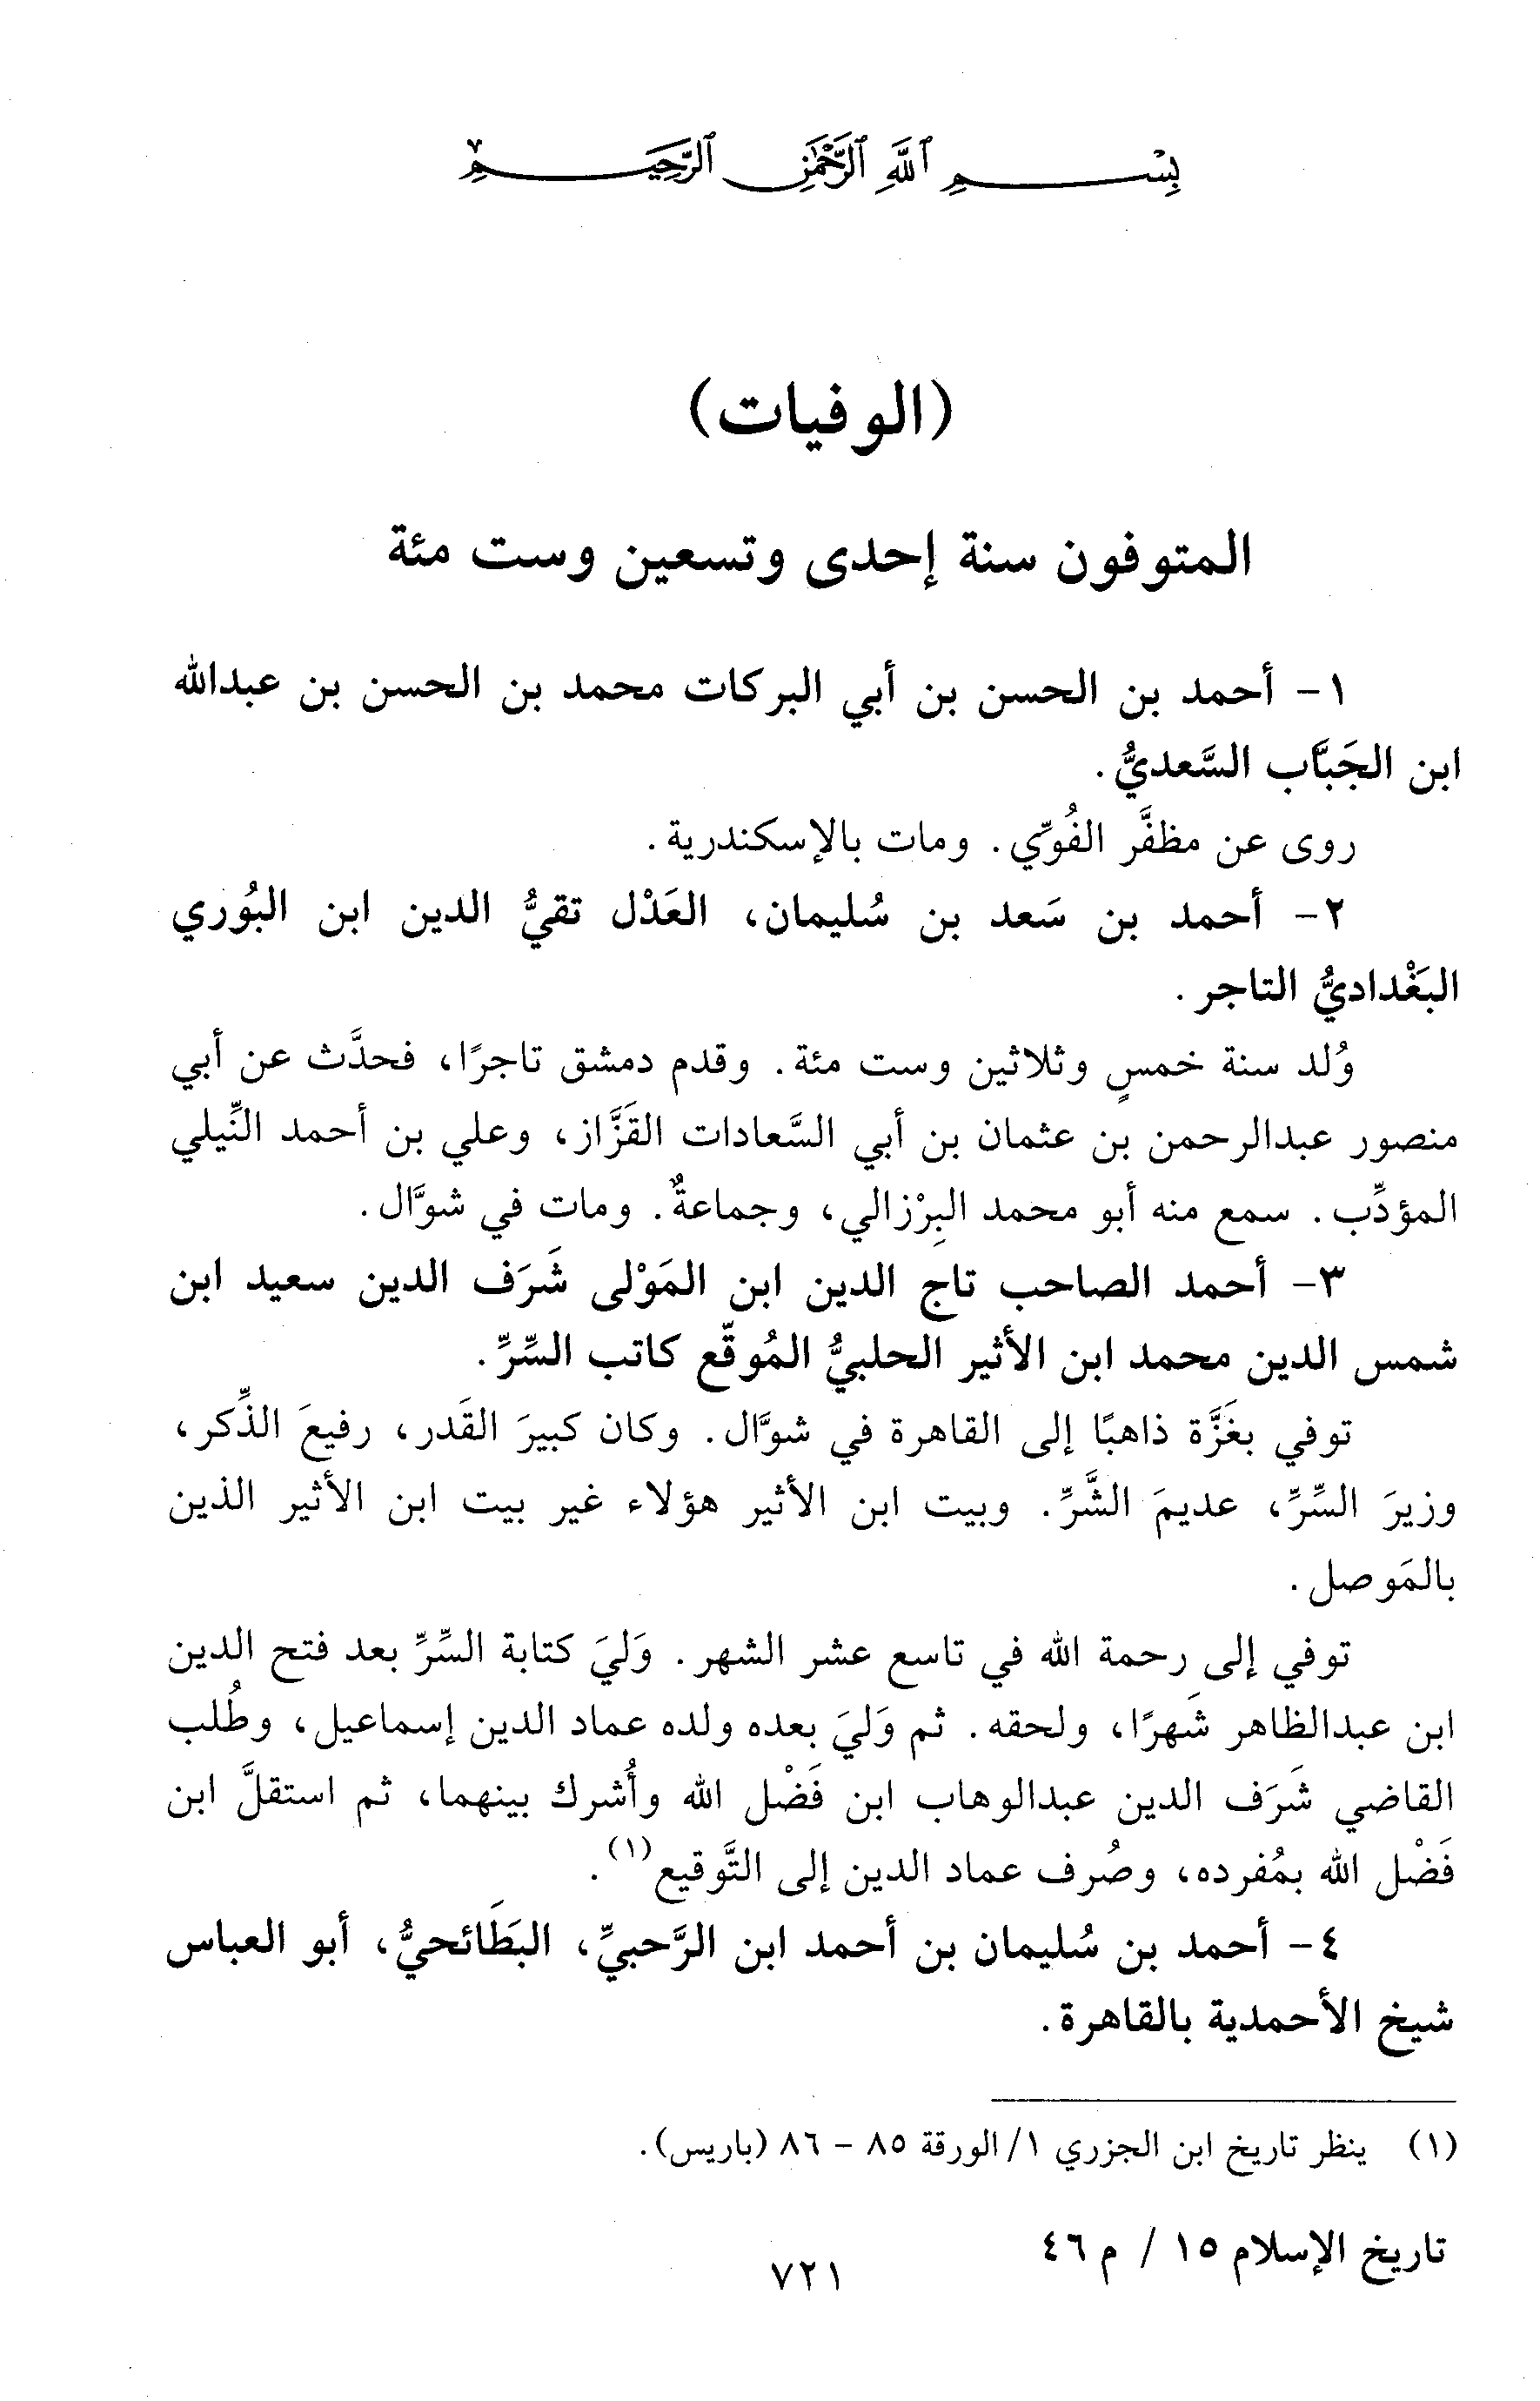 بِسْمِ ٱللَّهِ ٱلرَّحْمَٰنِ ٱلرَّحِيمِ
(الوفيات)
المتوفون سنة إحدى وتسعين وست مئة
١- أحمد بن الحسن بن أبي البركات محمد بن الحسن بن عبدالله
ابن الجَبَّاب السَّعديُّ.
روى عن مظفَّر الفُوِّي. ومات بالإسكندرية.
٢- أحمد بن سَعد بن سُليمان، العَدْل تقيُّ الدين ابن البُوري
البَغْداديُّ التاجر.
وُلد سنة خمسٍ وثلاثين وست مئة. وقدم دمشق تاجرًا، فحدَّث عن أبي
منصور عبدالرحمن بن عثمان بن أبي السَّعادات القَزَّاز، وعلي بن أحمد النِّيلي
المؤدِّب. سمع منه أبو محمد البِرْزالي، وجماعةٌ. ومات في شوَّال.
٣- أحمد الصاحب تاج الدين ابن المَوْلى شَرَف الدين سعيد ابن
شمس الدين محمد ابن الأثير الحلبيُّ المُوقّع كاتب السِّرِّ.
توفي بغَزَّة ذاهبًا إلى القاهرة في شوَّال. وكان كبيرَ القَدر، رفيعَ الذِّكر،
وزيرَ السِّرِّ، عديمَ الشَّرِّ. وبيت ابن الأثير هؤلاء غير بيت ابن الأثير الذين
بالمَوصل.
توفي إلى رحمة الله في تاسع عشر الشهر. وَليَ كتابة السِّرِّ بعد فتح الدين
ابن عبدالظاهر شَهرًا، ولحقه. ثم وَليَ بعده ولده عماد الدين إسماعيل، وطُلب
القاضي شَرَف الدين عبدالوهاب ابن فَضْل الله وأُشرك بينهما، ثم استقلَّ ابن
فَضْل الله بمُفرده، وصُرف عماد الدين إلى التَّوقيع(١).
٤- أحمد بن سُليمان بن أحمد ابن الرَّحبيِّ، البَطَائحيُّ، أبو العباس
شيخ الأحمدية بالقاهرة.
(١) ينظر تاريخ ابن الجزري ١/ الورقة ٨٥ - ٨٦ (باريس).
تاريخ الإسلام ١٥ / م ٤٦
٧٢١